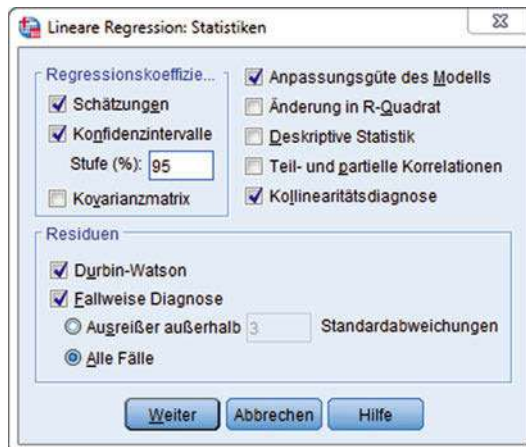 Lineare Regression: Statistiken
Regressionskoeffizie...
Schätzungen
Konfidenzintervalle
Stufe (%): 95
Kovarianzmatrix
Anpassungsgüte des Modells
Änderung in R-Quadrat
Deskriptive Statistik
Teil- und partielle Korrelationen
Kollinearitätsdiagnose
Residuen
Durbin-Watson
Fallweise Diagnose
Ausreißer außerhalb 3 Standardabweichungen
Alle Fälle
Weiter Abbrechen Hilfe